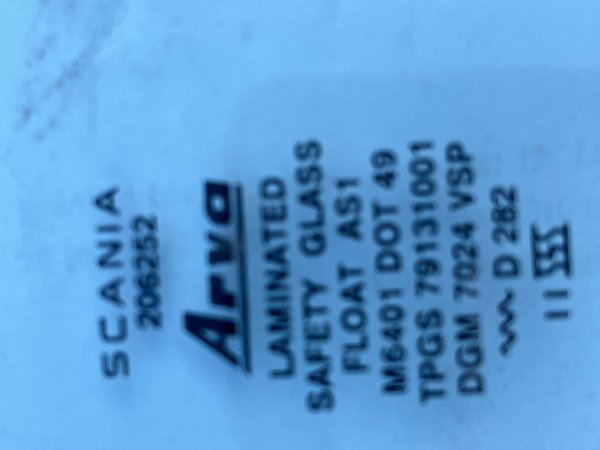 SCANIA
206252
Arva
LAMINATED
SAFETY GLASS
FLOAT AS1
M6401 DOT 49
TPGS 79131001
DGM 7024 VSP
D 282